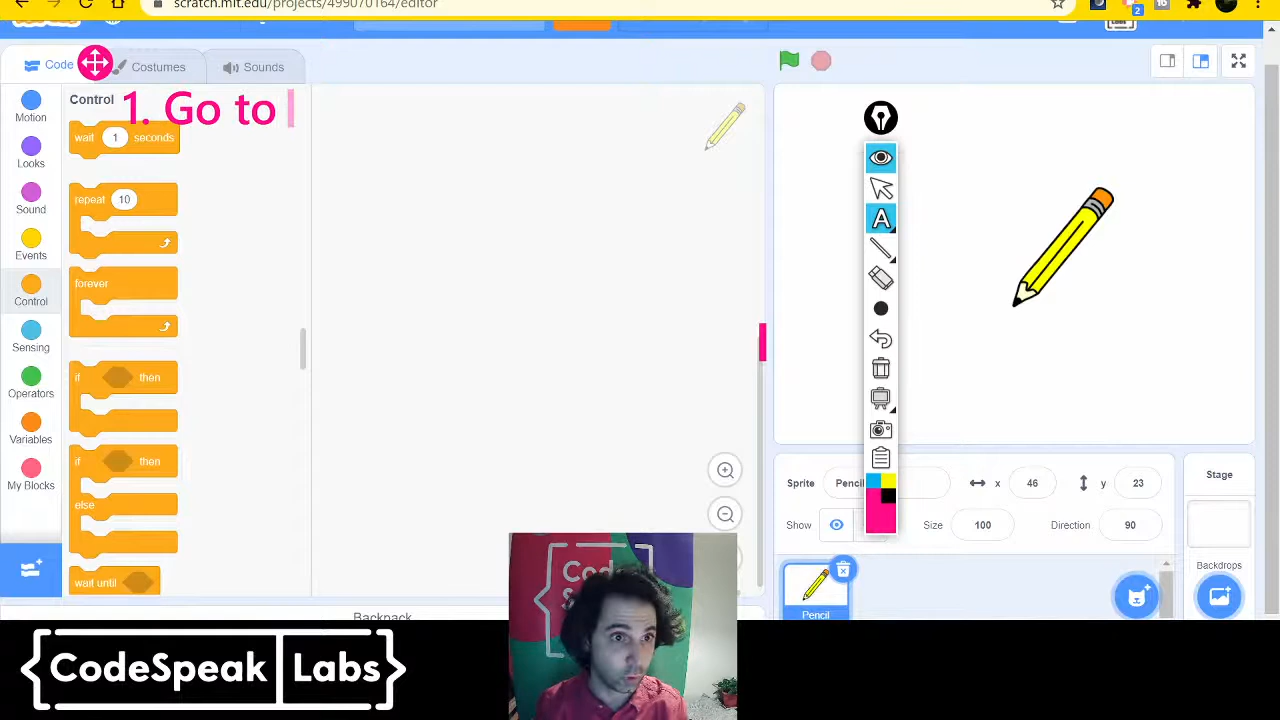 scratch.mit.edu/projects/499070164/editor
2
Code
Costumes
Sounds
1. Go to
Motion
Looks
Sound
Events
Control
Sensing
Operators
Variables
My Blocks
Control
wait 1 seconds
repeat 10
forever
if then
if then
else
wait until
A
Backpack
Sprite
x 46
y 23
Show
Size 100
Direction 90
Pencil
Stage
Backdrops
{CodeSpeak|Labs}